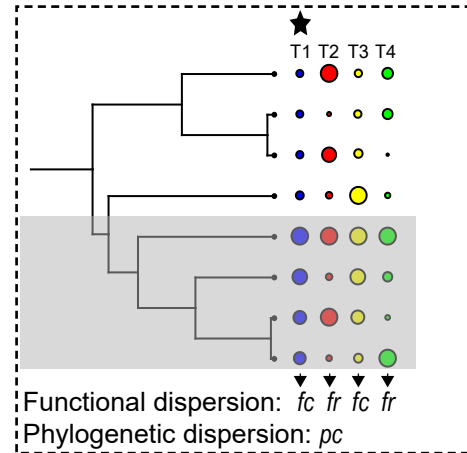 T1 T2 T3 T4
Functional dispersion: fc fr fc fr
Phylogenetic dispersion: pc